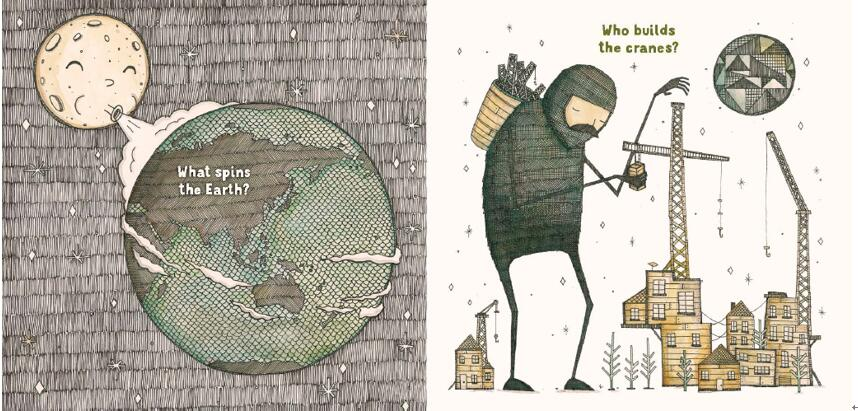 What spins
the Earth?
Who builds
the cranes?